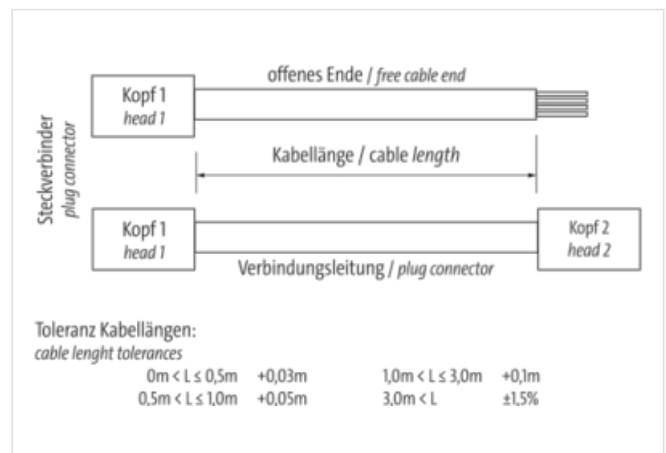 offenes Ende / free cable end
Kopf 1
head 1
Steckverbinder
plug connector
Kabellänge / cable length
Kopf 1
head 1
Kopf 2
head 2
Verbindungsleitung / plug connector
Toleranz Kabellängen:
cable lenght tolerances
0m < L ≤ 0,5m +0,03m 1,0m < L ≤ 3,0m +0,1m
0,5m < L ≤ 1,0m +0,05m 3,0m < L ±1,5%